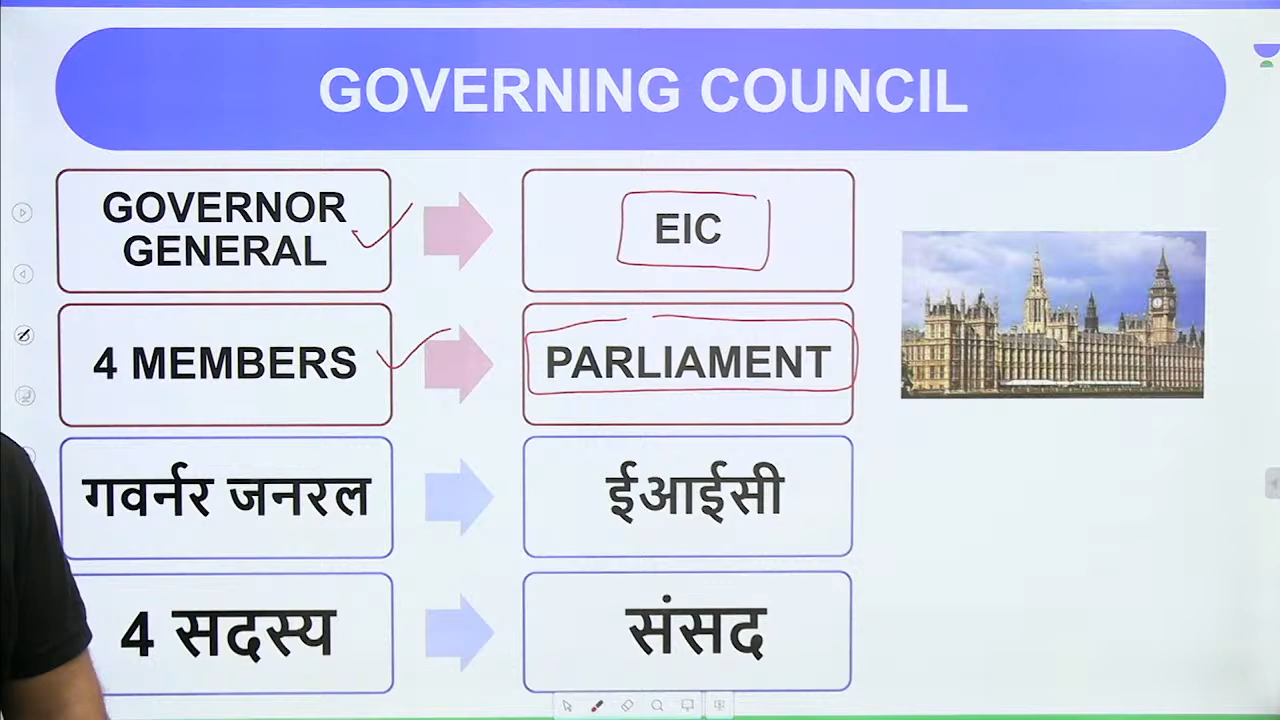 GOVERNING COUNCIL
GOVERNOR
GENERAL
EIC
4 MEMBERS
PARLIAMENT
गवर्नर जनरल
ईआईसी
4 सदस्य
संसद